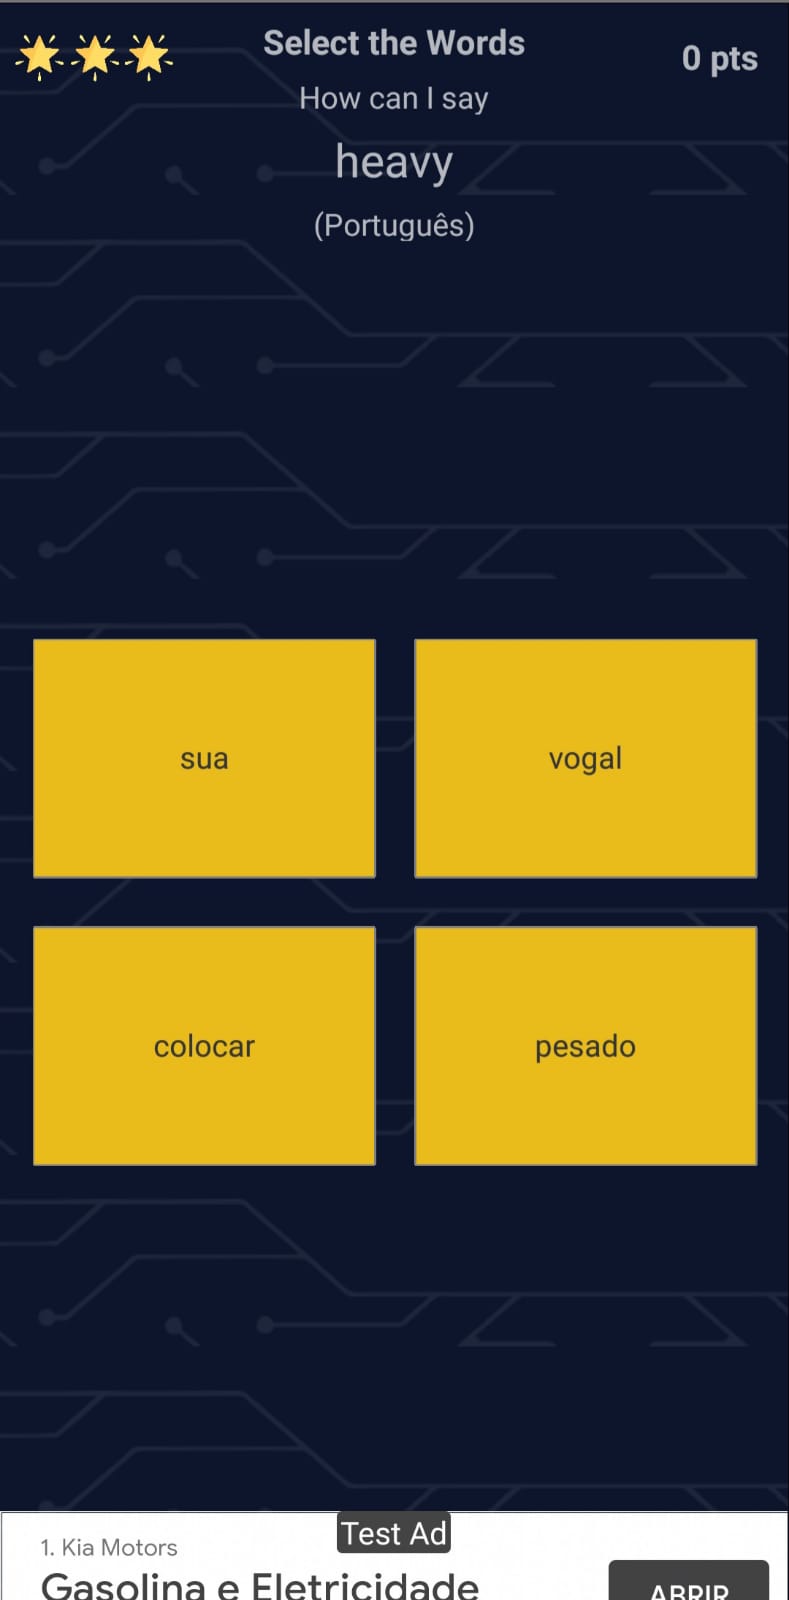 Select the Words
0 pts
How can I say
heavy
(Português)
sua
vogal
colocar
pesado
Test Ad
1. Kia Motors
Gasolina e Eletricidade
ABRIR